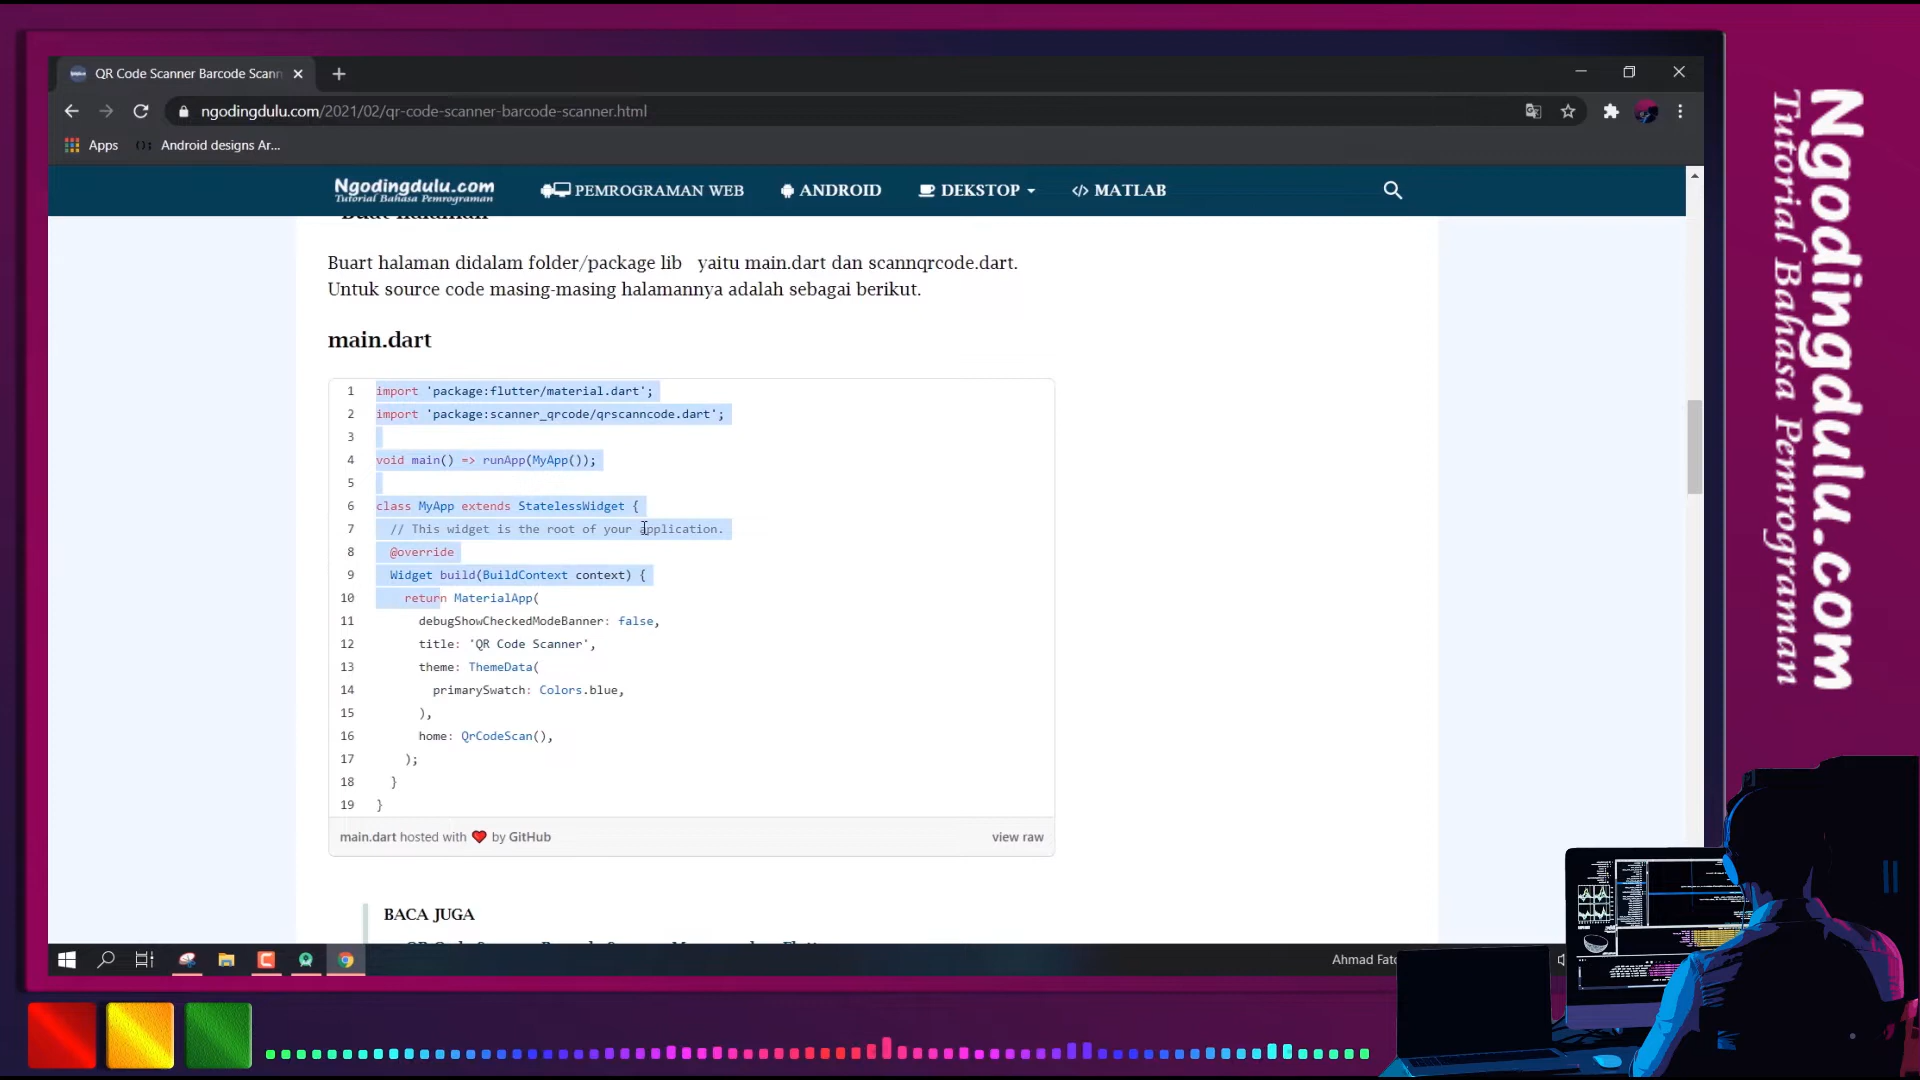 QR Code Scanner Barcode Scann
ngodingdulu.com/2021/02/qr-code-scanner-barcode-scanner.html
Apps
Android designs Ar...
Ngodingdulu.com
Tutorial Bahasa Pemrograman
PEMROGRAMAN WEB
ANDROID
DEKSTOP
</> MATLAB
Buat halaman
Buart halaman didalam folder/package lib yaitu main.dart dan scannqrcode.dart.
Untuk source code masing-masing halamannya adalah sebagai berikut.
main.dart
1 import 'package:flutter/material.dart';
2 import 'package:scanner_qrcode/qrscanncode.dart';
3
4 void main() => runApp(MyApp());
5
6 class MyApp extends StatelessWidget {
7 // This widget is the root of your application.
8 @override
9 Widget build(BuildContext context) {
10 return MaterialApp(
11 debugShowCheckedModeBanner: false,
12 title: 'QR Code Scanner',
13 theme: ThemeData(
14 primarySwatch: Colors.blue,
15 ),
16 home: QrCodeScan(),
17 );
18 }
19 }
main.dart hosted with ❤ by GitHub
view raw
BACA JUGA
Ahmad Fato
Ngodingdulu.com
Tutorial Bahasa Pemrograman